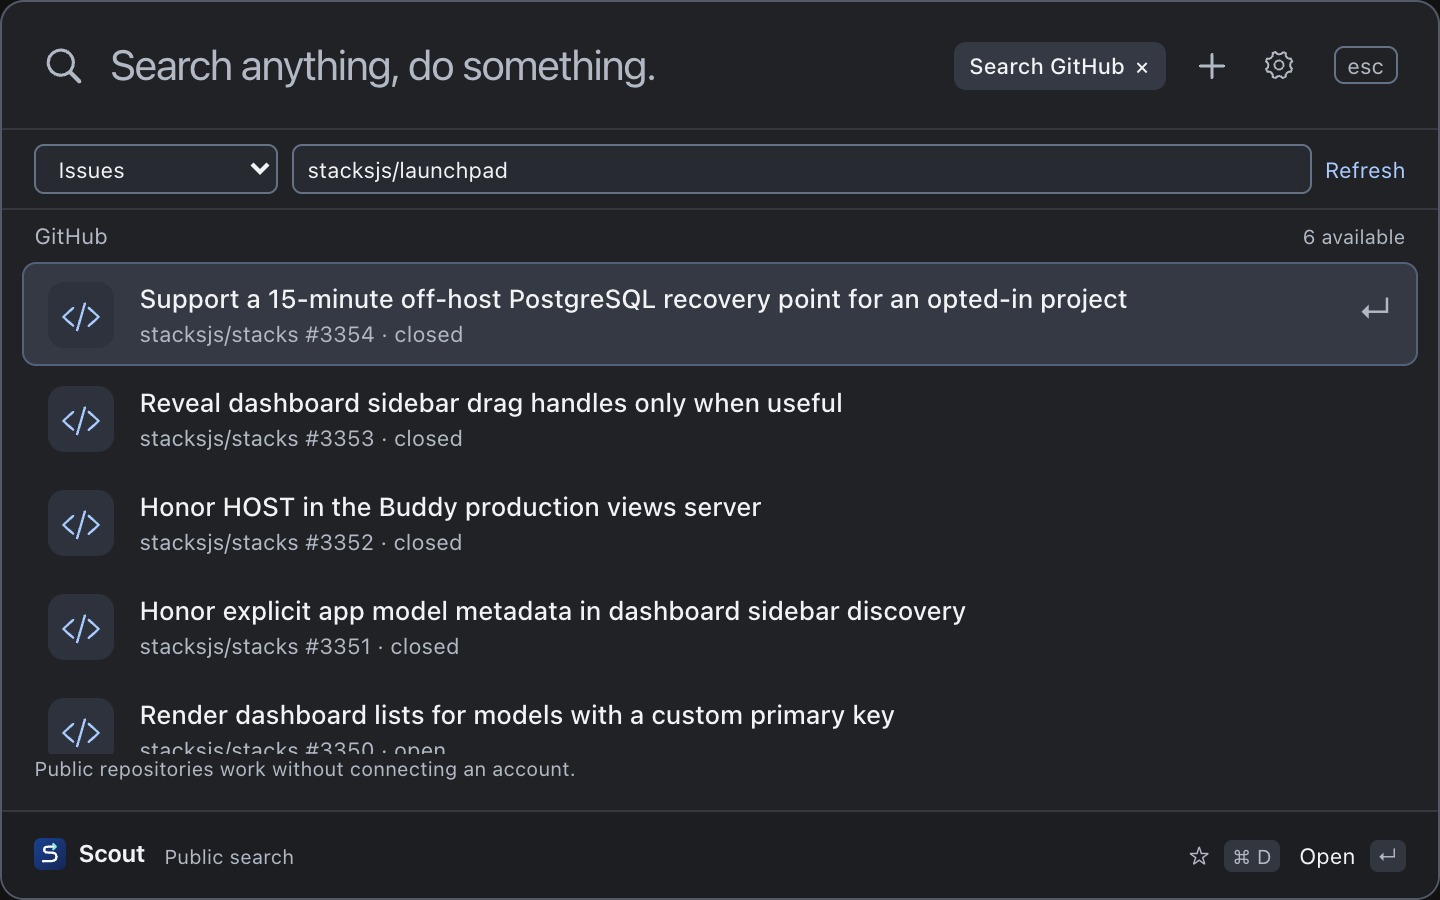 Search anything, do something.
Search GitHub ×
esc
Issues
stacksjs/launchpad
Refresh
GitHub
6 available
</> Support a 15-minute off-host PostgreSQL recovery point for an opted-in project
stacksjs/stacks #3354 · closed
</> Reveal dashboard sidebar drag handles only when useful
stacksjs/stacks #3353 · closed
</> Honor HOST in the Buddy production views server
stacksjs/stacks #3352 · closed
</> Honor explicit app model metadata in dashboard sidebar discovery
stacksjs/stacks #3351 · closed
</> Render dashboard lists for models with a custom primary key
stacksjs/stacks #3350 · open
Public repositories work without connecting an account.
S Scout Public search
⌘ D Open